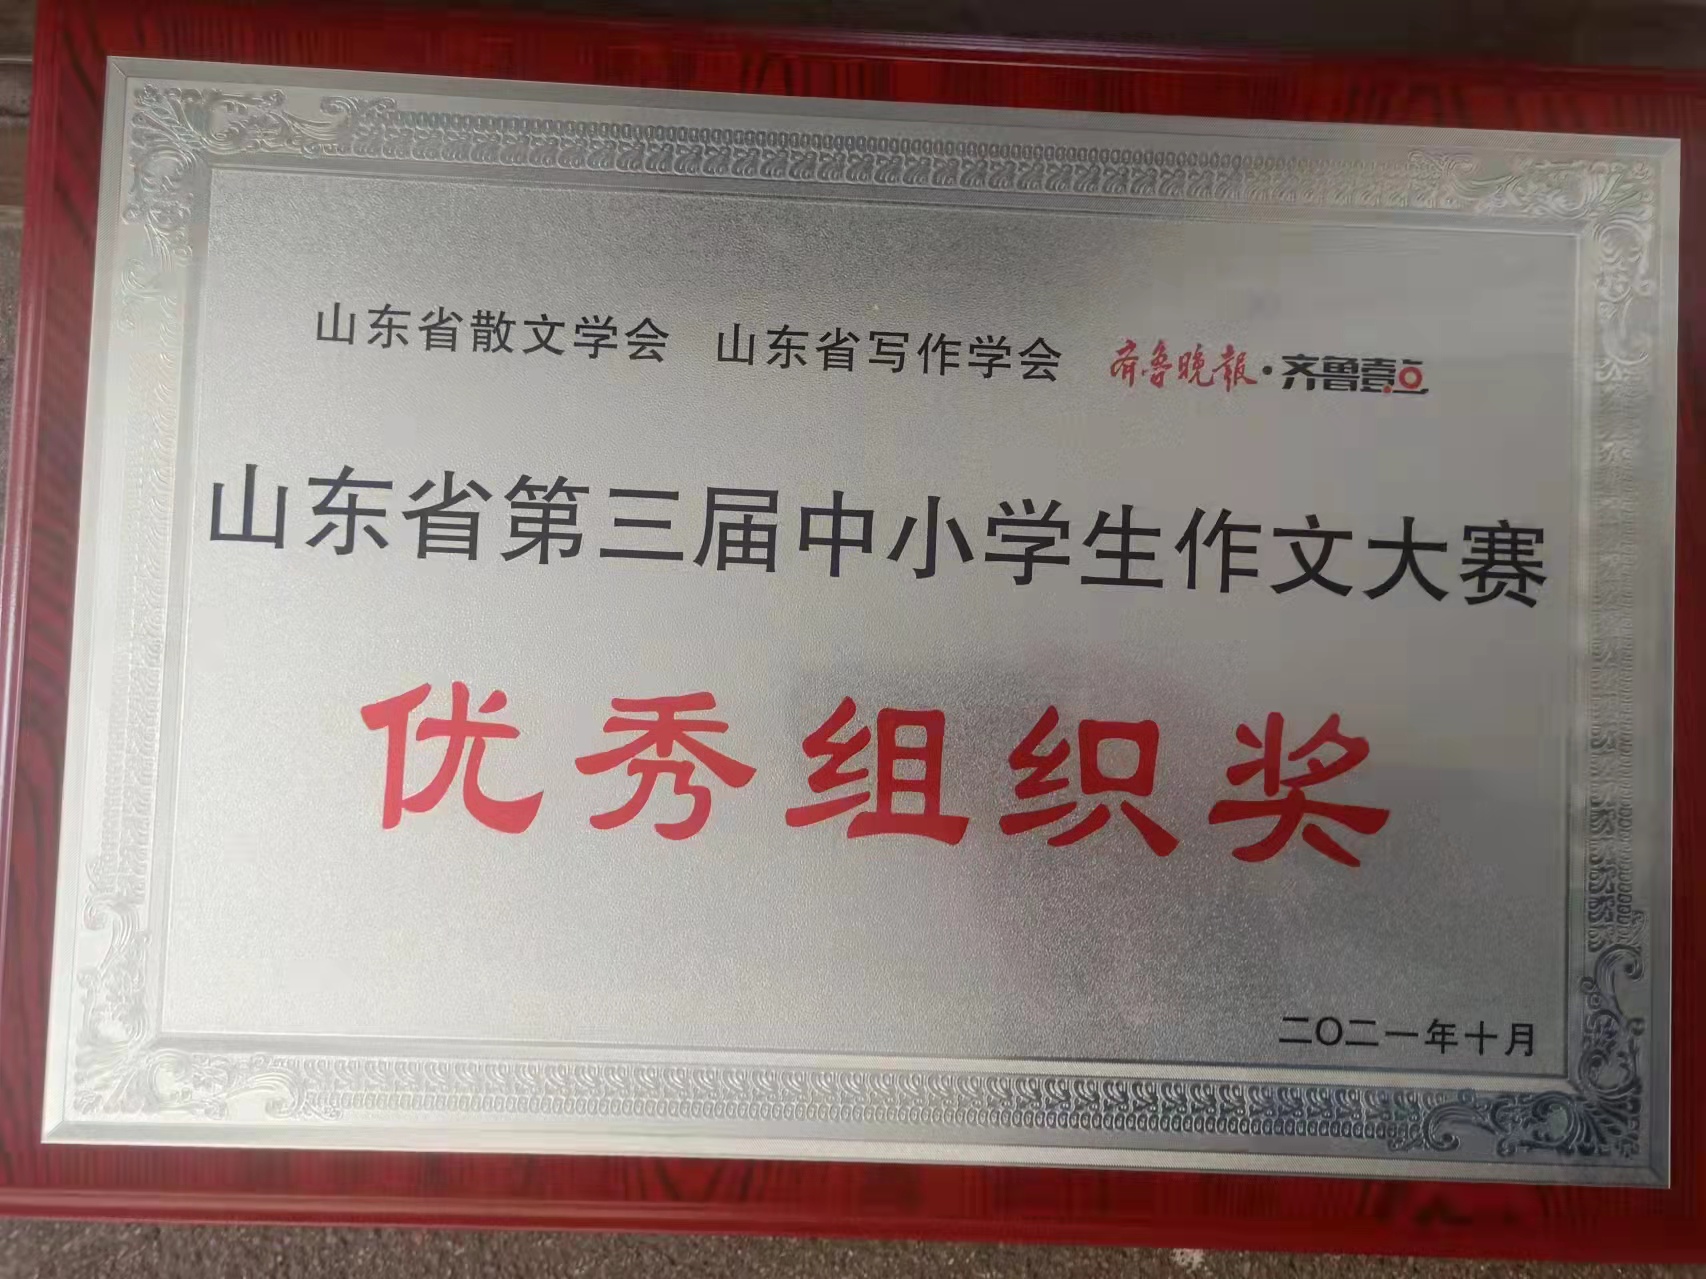 山东省散文学会 山东省写作学会 齐鲁晚报·齐鲁壹点
山东省第三届中小学生作文大赛
优秀组织奖
二〇二一年十月